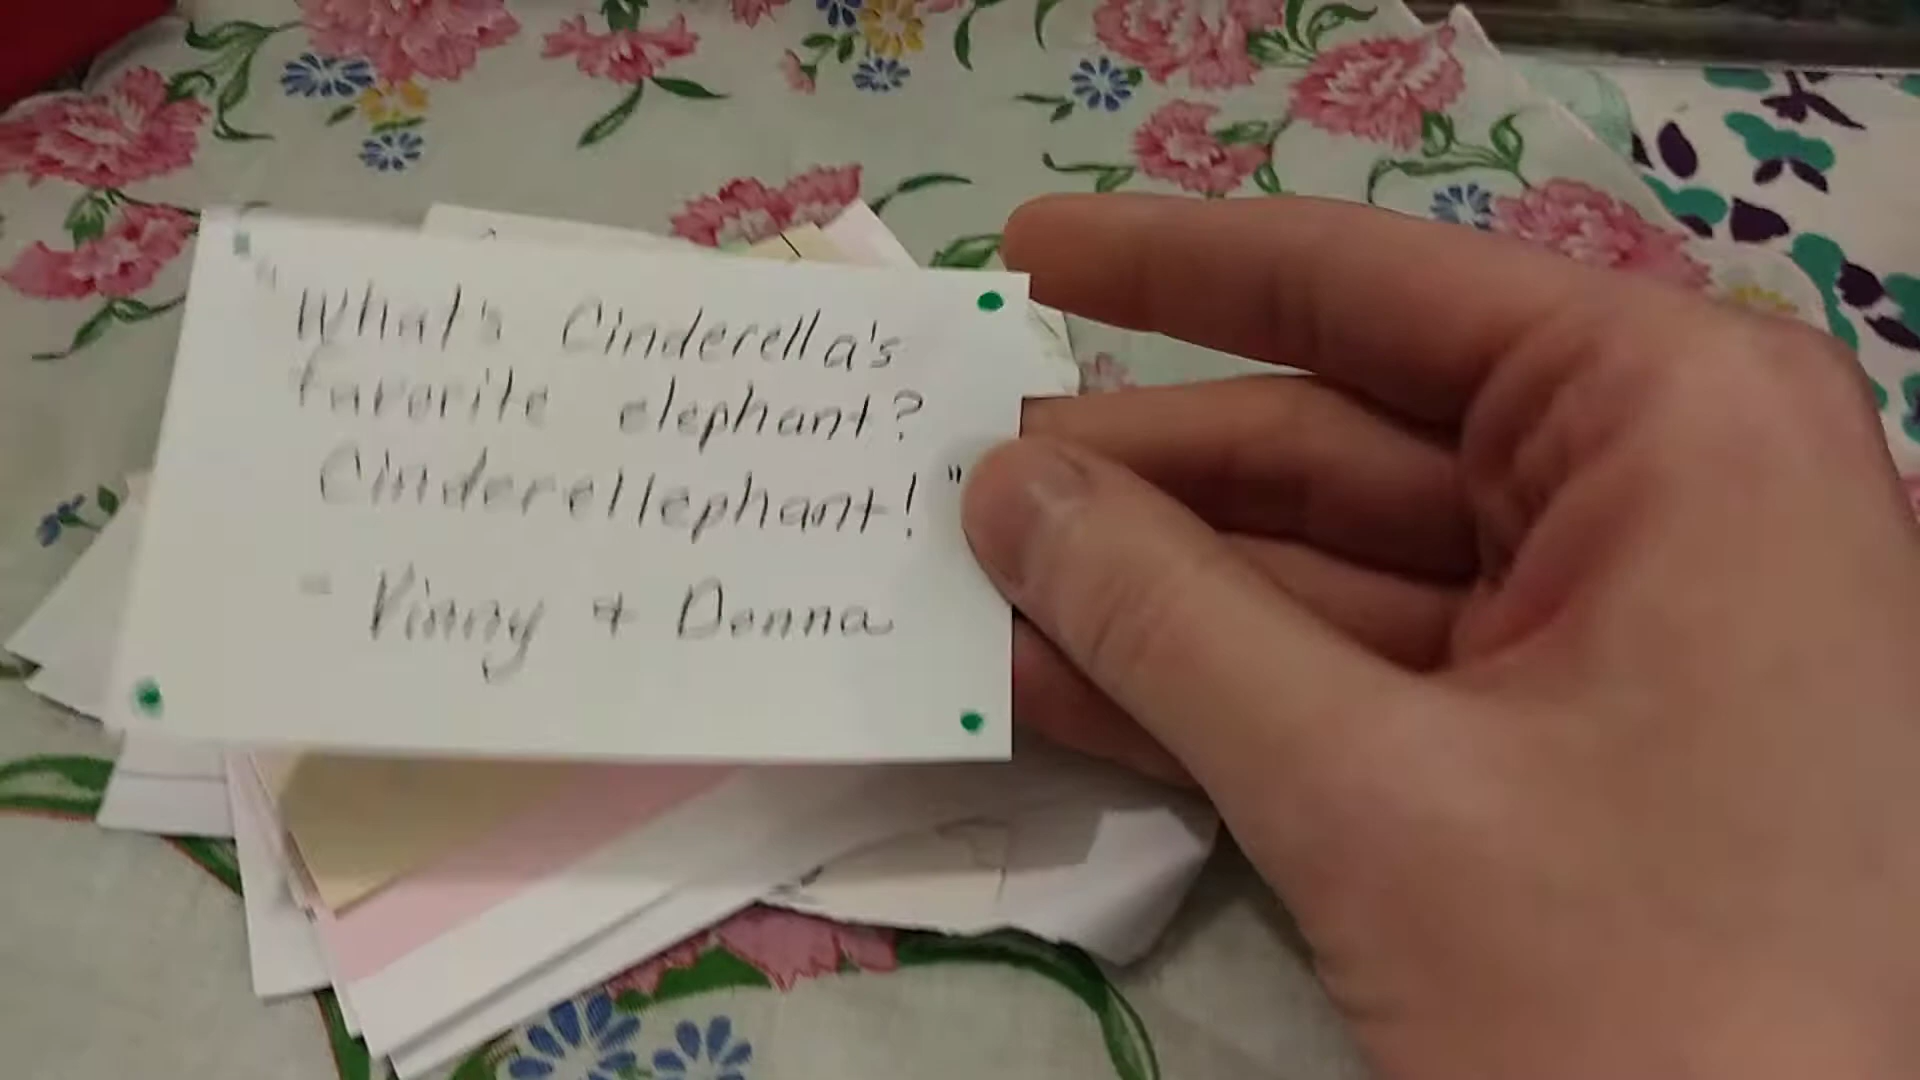 "What's Cinderella's
favorite elephant?
Cinderellephant!"
- Vinny + Donna